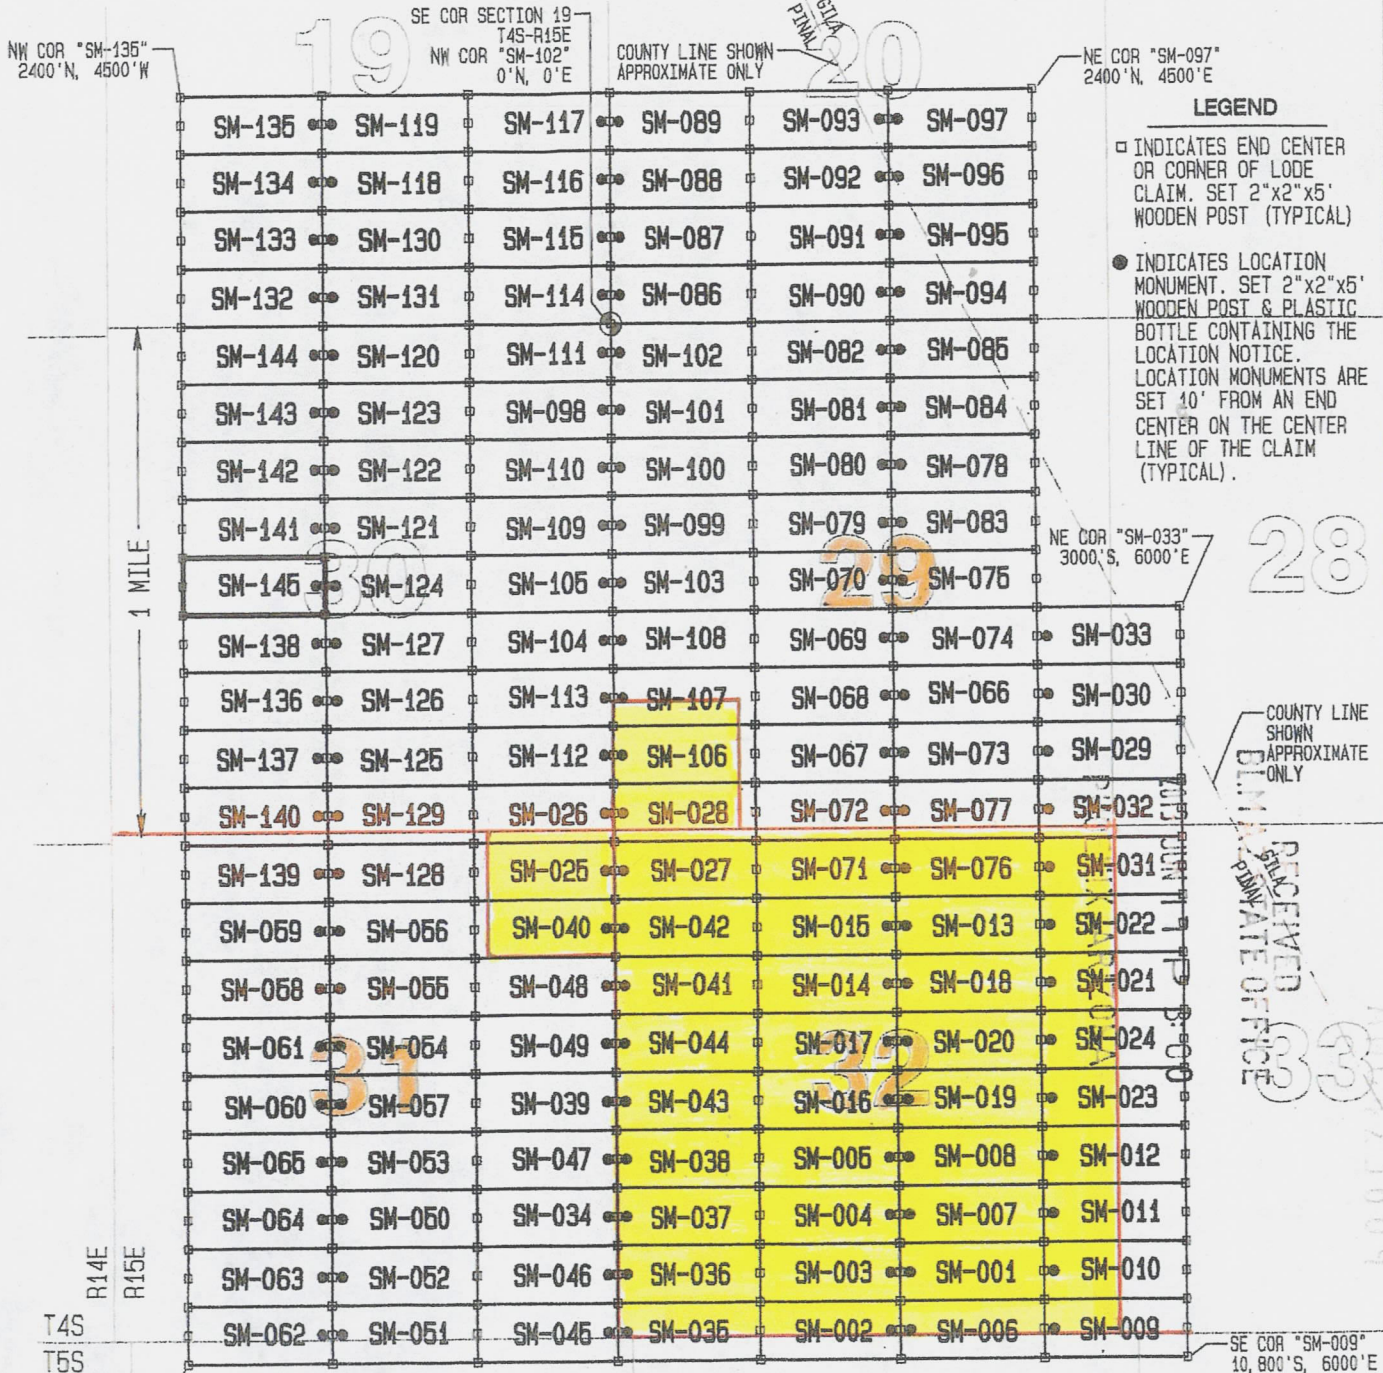 SE COR SECTION 19
T4S-R15E
NW COR "SM-102"
0'N, 0'E
NW COR "SM-135"
2400'N, 4500'W
COUNTY LINE SHOWN
APPROXIMATE ONLY
GILA
PINAL
NE COR "SM-097"
2400'N, 4500'E
19
20
LEGEND
INDICATES END CENTER
OR CORNER OF LODE
CLAIM. SET 2"x2"x5'
WOODEN POST (TYPICAL)
INDICATES LOCATION
MONUMENT. SET 2"x2"x5'
WOODEN POST & PLASTIC
BOTTLE CONTAINING THE
LOCATION NOTICE.
LOCATION MONUMENTS ARE
SET 10' FROM AN END
CENTER ON THE CENTER
LINE OF THE CLAIM
(TYPICAL).
SM-135 SM-119 SM-117 SM-089 SM-093 SM-097
SM-134 SM-118 SM-116 SM-088 SM-092 SM-096
SM-133 SM-130 SM-115 SM-087 SM-091 SM-095
SM-132 SM-131 SM-114 SM-086 SM-090 SM-094
SM-144 SM-120 SM-111 SM-102 SM-082 SM-085
SM-143 SM-123 SM-098 SM-101 SM-081 SM-084
SM-142 SM-122 SM-110 SM-100 SM-080 SM-078
SM-141 SM-121 SM-109 SM-099 SM-079 SM-083
1 MILE
30
29
28
NE COR "SM-033"
3000'S, 6000'E
SM-145 SM-124 SM-105 SM-103 SM-070 SM-075
SM-138 SM-127 SM-104 SM-108 SM-069 SM-074 SM-033
SM-136 SM-126 SM-113 SM-107 SM-068 SM-066 SM-030
SM-137 SM-125 SM-112 SM-106 SM-067 SM-073 SM-029
COUNTY LINE
SHOWN
APPROXIMATE
ONLY
SM-140 SM-129 SM-026 SM-028 SM-072 SM-077 SM-032
SM-139 SM-128 SM-025 SM-027 SM-071 SM-076 SM-031
GILA
PINAL
SM-059 SM-056 SM-040 SM-042 SM-015 SM-013 SM-022
SM-058 SM-055 SM-048 SM-041 SM-014 SM-018 SM-021
SM-061 SM-054 SM-049 SM-044 SM-017 SM-020 SM-024
31
32
33
SM-060 SM-057 SM-039 SM-043 SM-016 SM-019 SM-023
SM-065 SM-053 SM-047 SM-038 SM-005 SM-008 SM-012
SM-064 SM-050 SM-034 SM-037 SM-004 SM-007 SM-011
SM-063 SM-052 SM-046 SM-036 SM-003 SM-001 SM-010
SM-062 SM-051 SM-045 SM-035 SM-002 SM-006 SM-009
R14E
R15E
T4S
T5S
SE COR "SM-009"
10,800'S, 6000'E
RECEIVED
STATE OFFICE